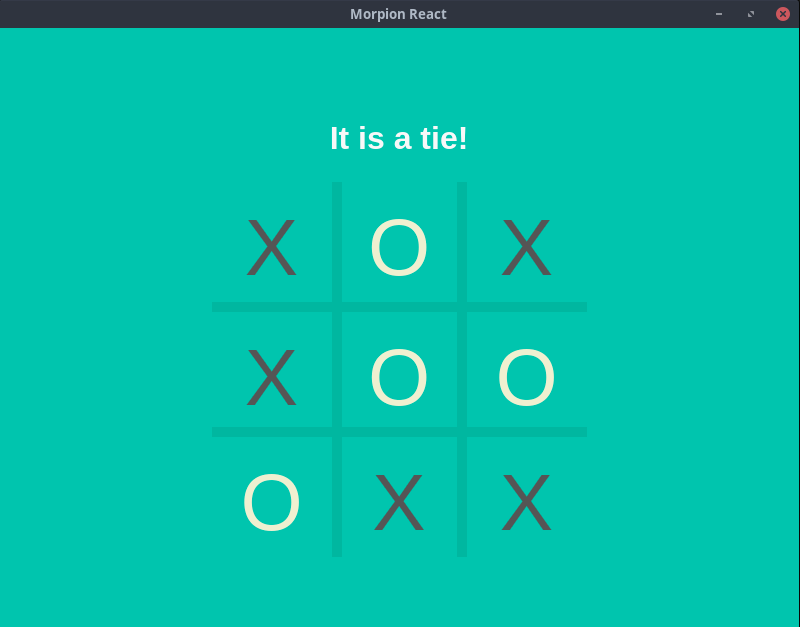 Morpion React
It is a tie!
X O X
X O O
O X X